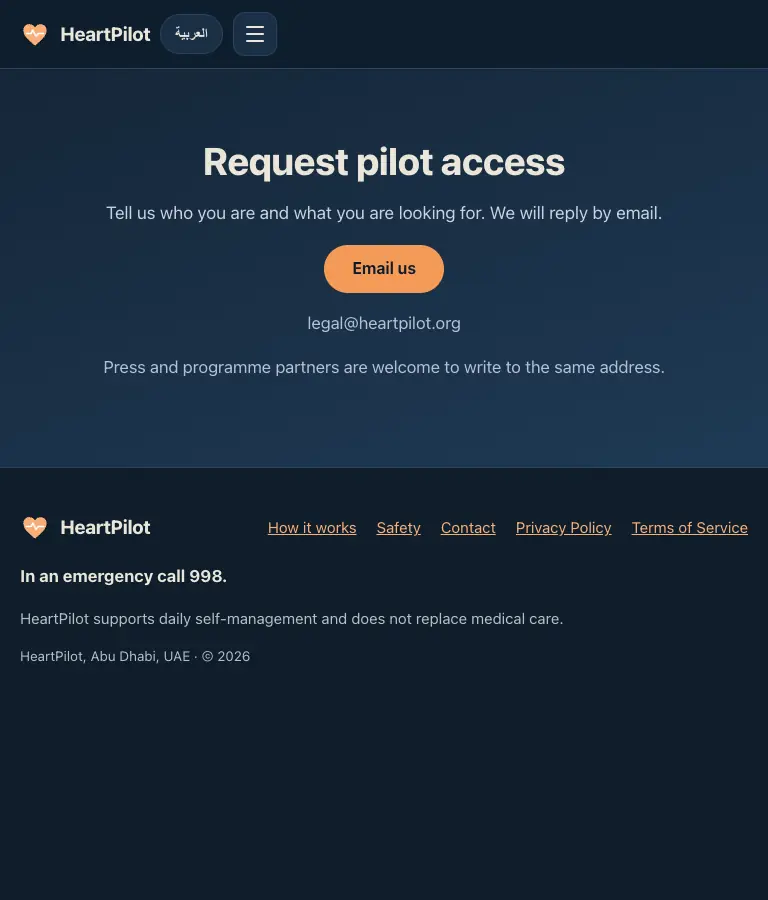 HeartPilot
العربية
Request pilot access
Tell us who you are and what you are looking for. We will reply by email.
Email us
legal@heartpilot.org
Press and programme partners are welcome to write to the same address.
HeartPilot
How it works Safety Contact Privacy Policy Terms of Service
In an emergency call 998.
HeartPilot supports daily self-management and does not replace medical care.
HeartPilot, Abu Dhabi, UAE · © 2026